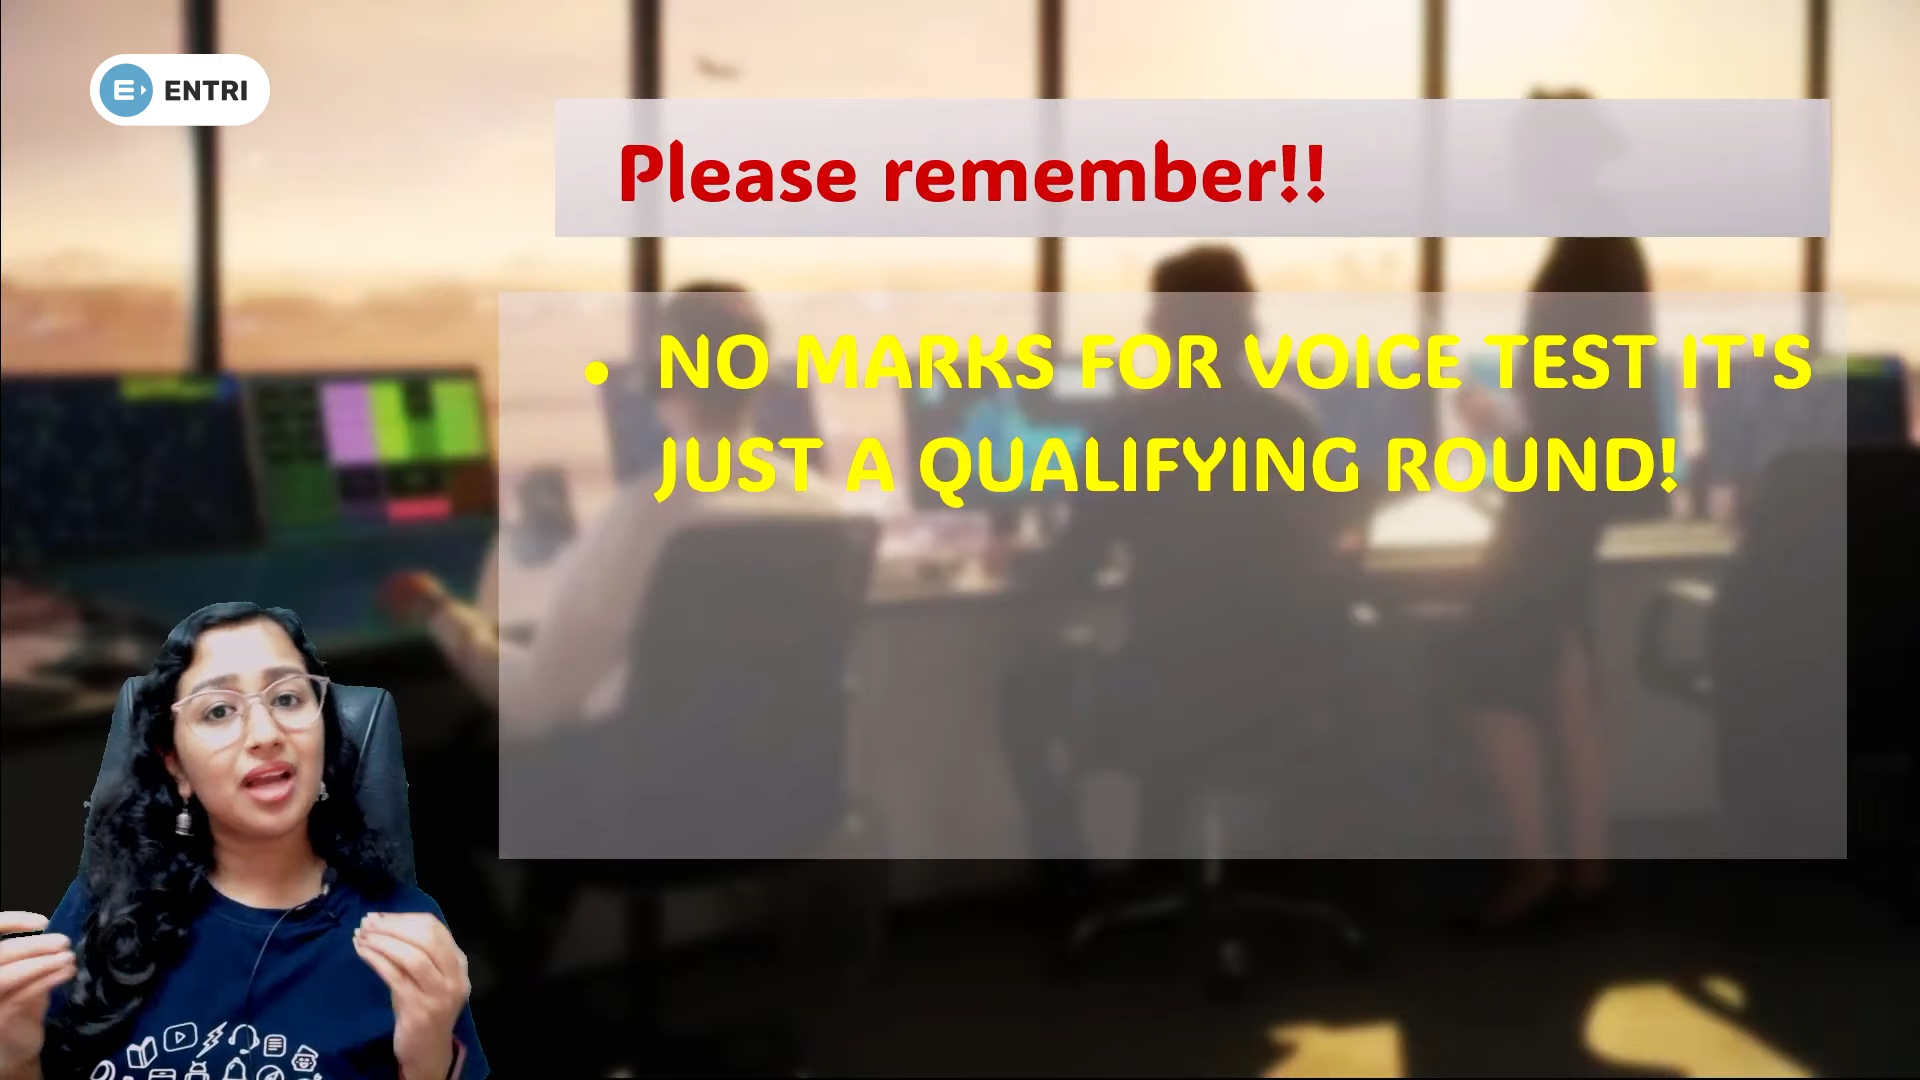 ENTRI
Please remember!!
• NO MARKS FOR VOICE TEST IT'S
JUST A QUALIFYING ROUND!